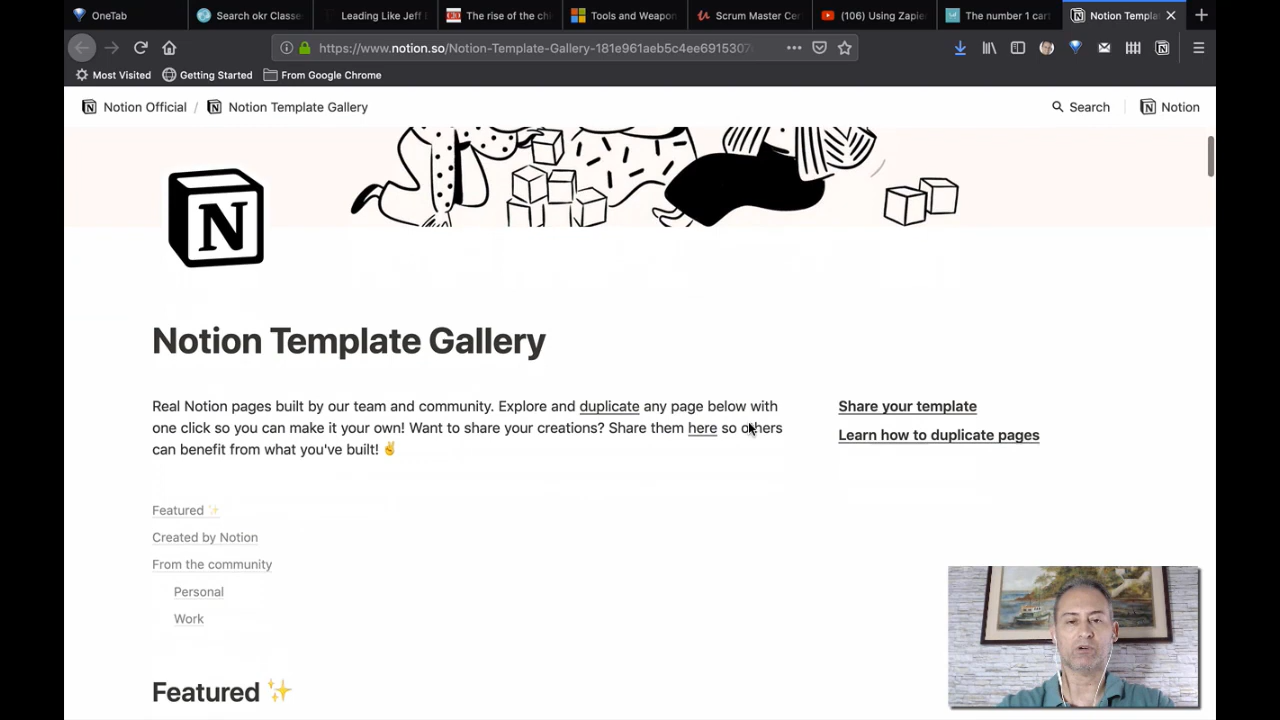 OneTab
Search okr Classe
Leading Like Jeff
The rise of the chi
Tools and Weapon
Scrum Master Cer
(106) Using Zapie
The number 1 cart
Notion Templa
https://www.notion.so/Notion-Template-Gallery-181e961aeb5c4ee6915307
Most Visited
Getting Started
From Google Chrome
Notion Official / Notion Template Gallery
Search
Notion
N
Notion Template Gallery
Real Notion pages built by our team and community. Explore and duplicate any page below with
one click so you can make it your own! Want to share your creations? Share them here so others
can benefit from what you've built! ✌️
Share your template
Learn how to duplicate pages
Featured ✨
Created by Notion
From the community
Personal
Work
Featured ✨